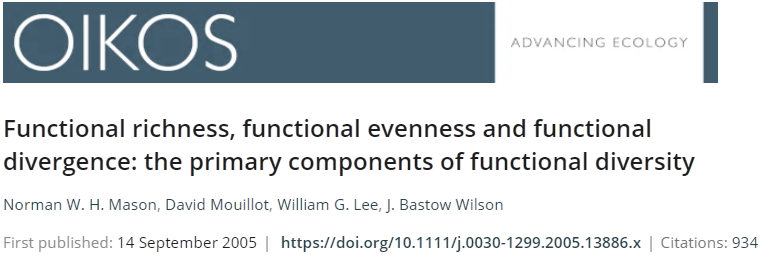 OIKOS
ADVANCING ECOLOGY
Functional richness, functional evenness and functional
divergence: the primary components of functional diversity
Norman W. H. Mason, David Mouillot, William G. Lee, J. Bastow Wilson
First published: 14 September 2005 | https://doi.org/10.1111/j.0030-1299.2005.13886.x | Citations: 934